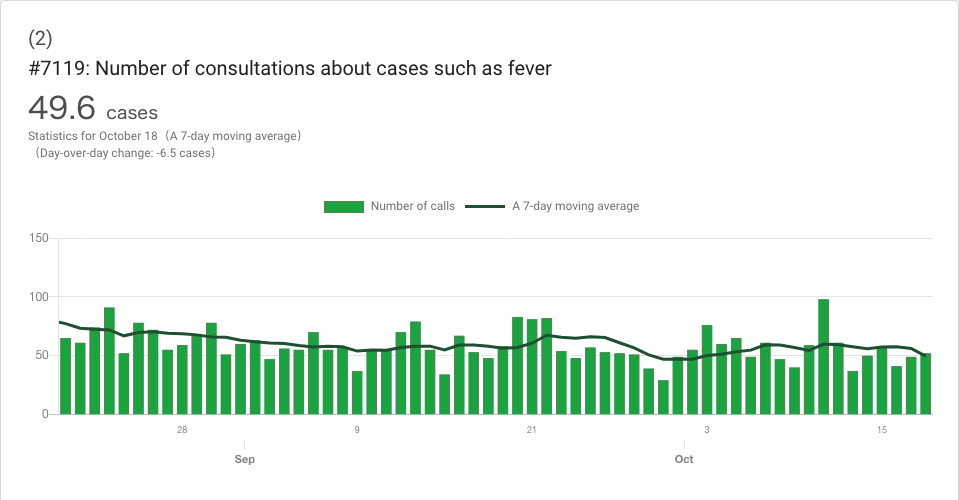 (2)
#7119: Number of consultations about cases such as fever
49.6 cases
Statistics for October 18（A 7-day moving average）
（Day-over-day change: -6.5 cases）
Number of calls A 7-day moving average
150
100
50
0
28 9 21 3 15
Sep Oct